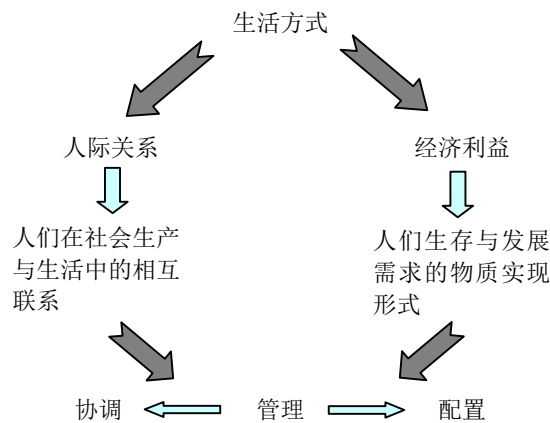 生活方式
人际关系
经济利益
人们在社会生产
与生活中的相互
联系
人们生存与发展
需求的物质实现
形式
协调
管理
配置